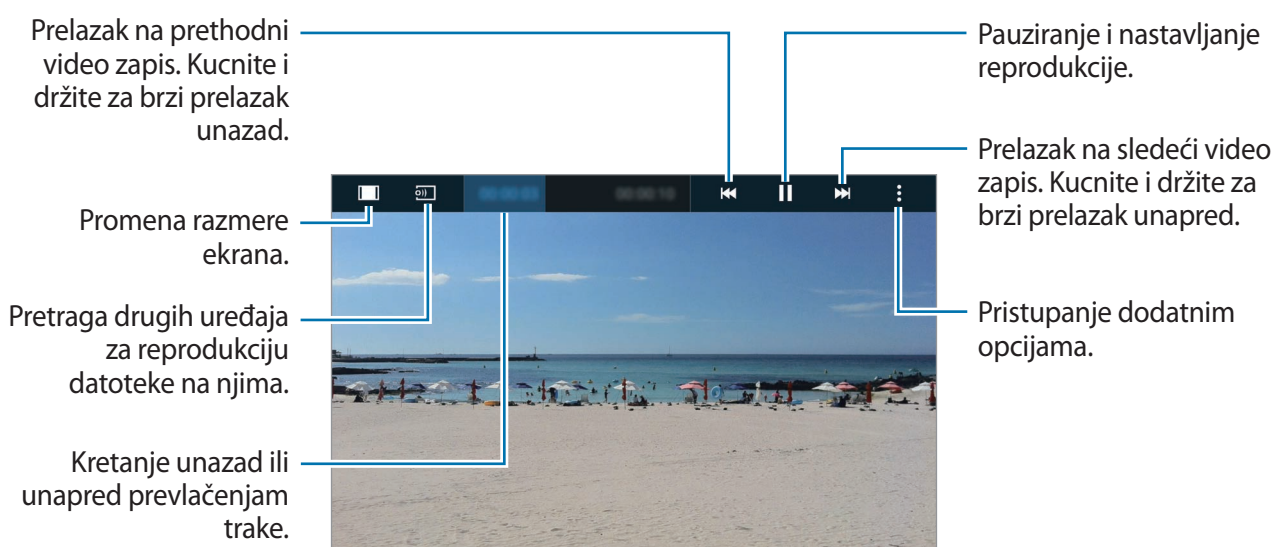 Prelazak na prethodni
video zapis. Kucnite i
držite za brzi prelazak
unazad.
Promena razmere
ekrana.
Pretraga drugih uređaja
za reprodukciju
datoteke na njima.
Kretanje unazad ili
unapred prevlačenjam
trake.
Pauziranje i nastavljanje
reprodukcije.
Prelazak na sledeći video
zapis. Kucnite i držite za
brzi prelazak unapred.
Pristupanje dodatnim
opcijama.